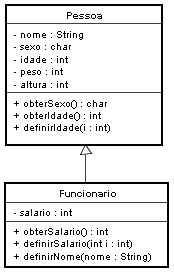 Pessoa
- nome : String
- sexo : char
- idade : int
- peso : int
- altura : int
+ obterSexo() : char
+ obterIdade() : int
+ definirIdade(i : int)
Funcionario
- salario : int
+ obterSalario() : int
+ definirSalario(int i : int)
+ definirNome(nome : String)